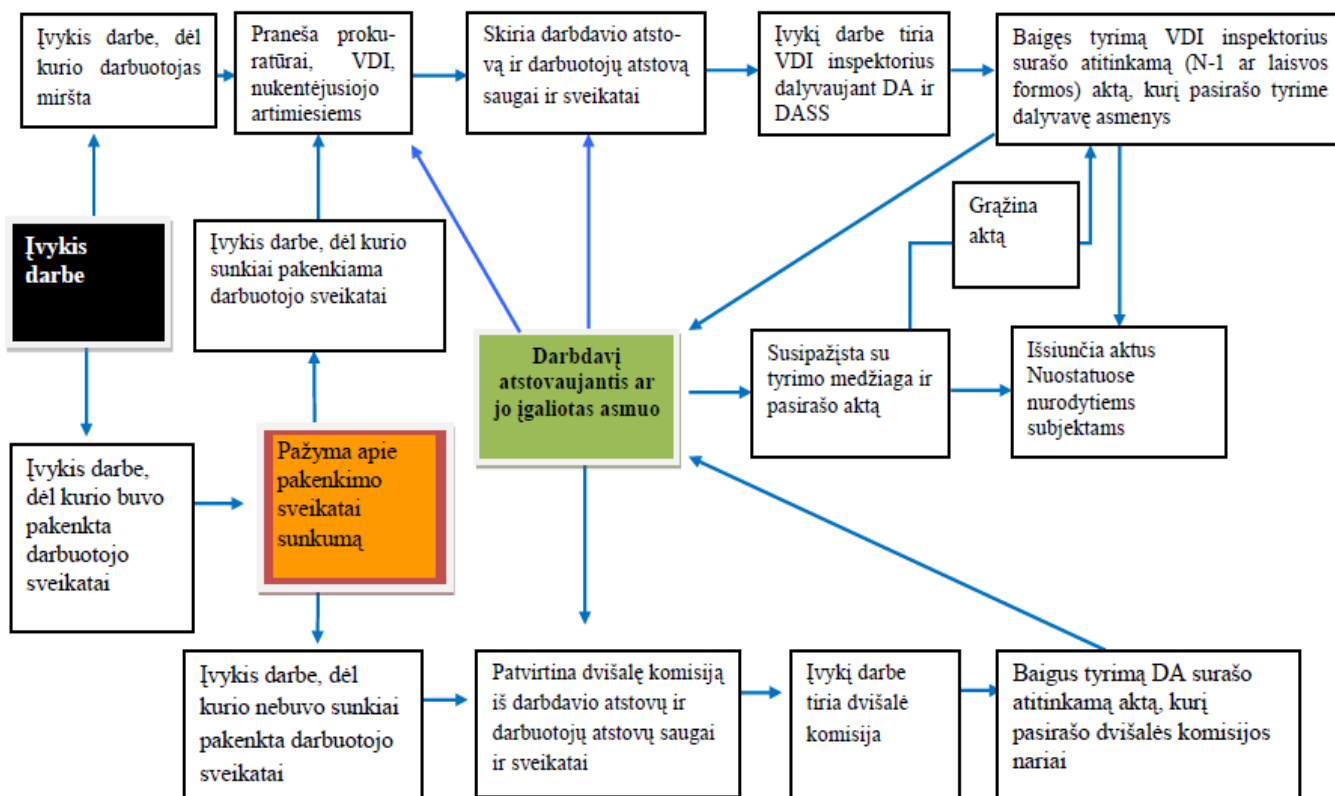 Įvykis darbe, dėl
kurio darbuotojas
miršta
Praneša proku-
ratūrai, VDI,
nukentėjusiojo
artimiesiems
Skiria darbdavio atsto-
vą ir darbuotojų atstovą
saugai ir sveikatai
Įvykį darbe tiria
VDI inspektorius
dalyvaujant DA ir
DASS
Baigęs tyrimą VDI inspektorius
surašo atitinkamą (N-1 ar laisvos
formos) aktą, kurį pasirašo tyrime
dalyvavę asmenys
Įvykis
darbe
Įvykis darbe, dėl kurio
sunkiai pakenkiama
darbuotojo sveikatai
Grąžina
aktą
Darbdavį
atstovaujantis ar
jo įgaliotas asmuo
Susipažįsta su
tyrimo medžiaga ir
pasirašo aktą
Išsiunčia aktus
Nuostatuose
nurodytiems
subjektams
Įvykis darbe,
dėl kurio buvo
pakenkta
darbuotojo
sveikatai
Pažyma apie
pakenkimo
sveikatai
sunkumą
Įvykis darbe, dėl
kurio nebuvo sunkiai
pakenkta darbuotojo
sveikatai
Patvirtina dvišalę komisiją
iš darbdavio atstovų ir
darbuotojų atstovų saugai
ir sveikatai
Įvykį darbe
tiria dvišalė
komisija
Baigus tyrimą DA surašo
atitinkamą aktą, kurį
pasirašo dvišalės komisijos
nariai